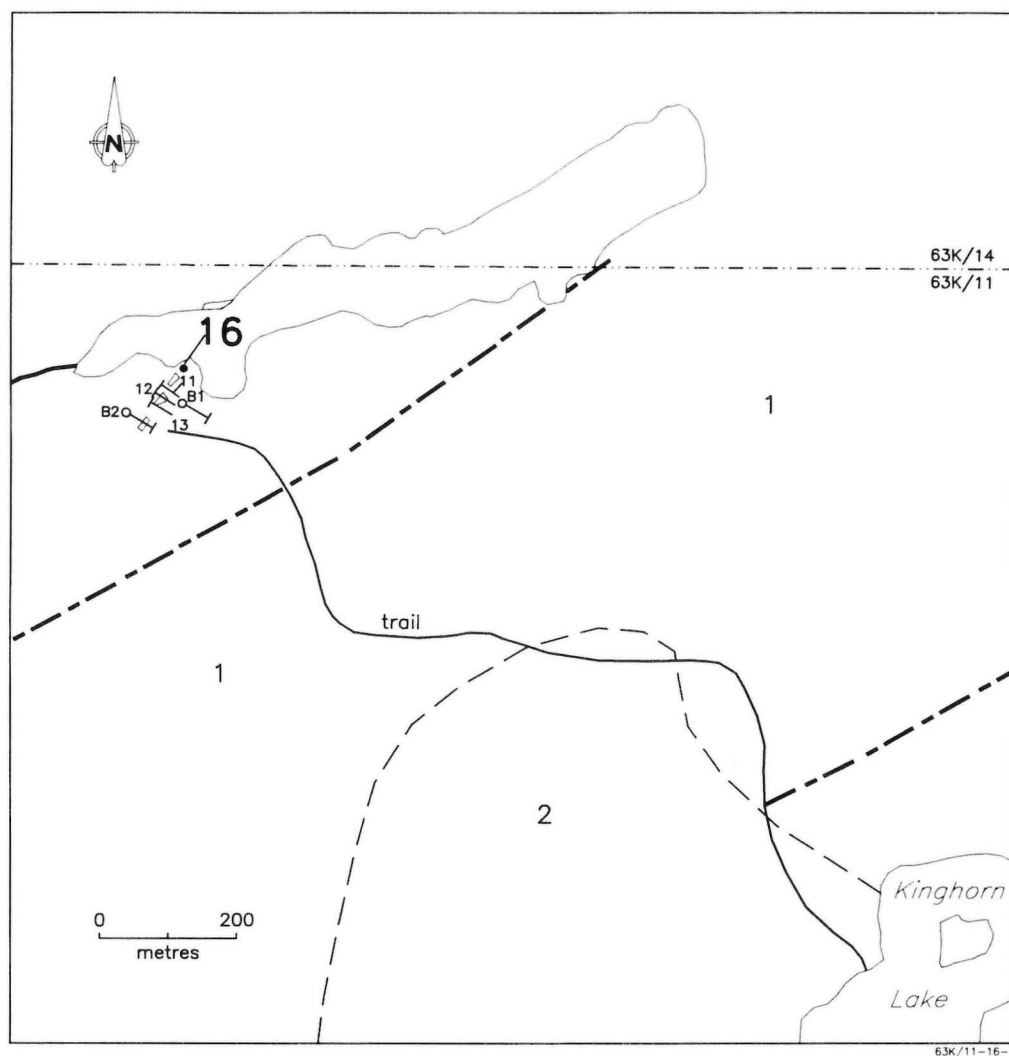 N
63K/14
63K/11
16
11
12
B1
B2
13
1
trail
1
2
0 200
metres
Kinghorn
Lake
63K/11-16-